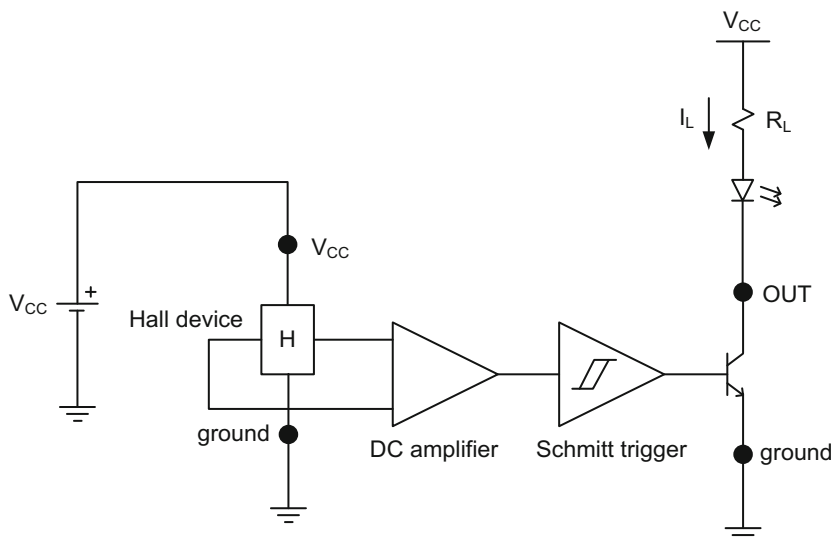 V_CC
I_L
R_L
V_CC
V_CC
+
OUT
Hall device
H
ground
DC amplifier
Schmitt trigger
ground